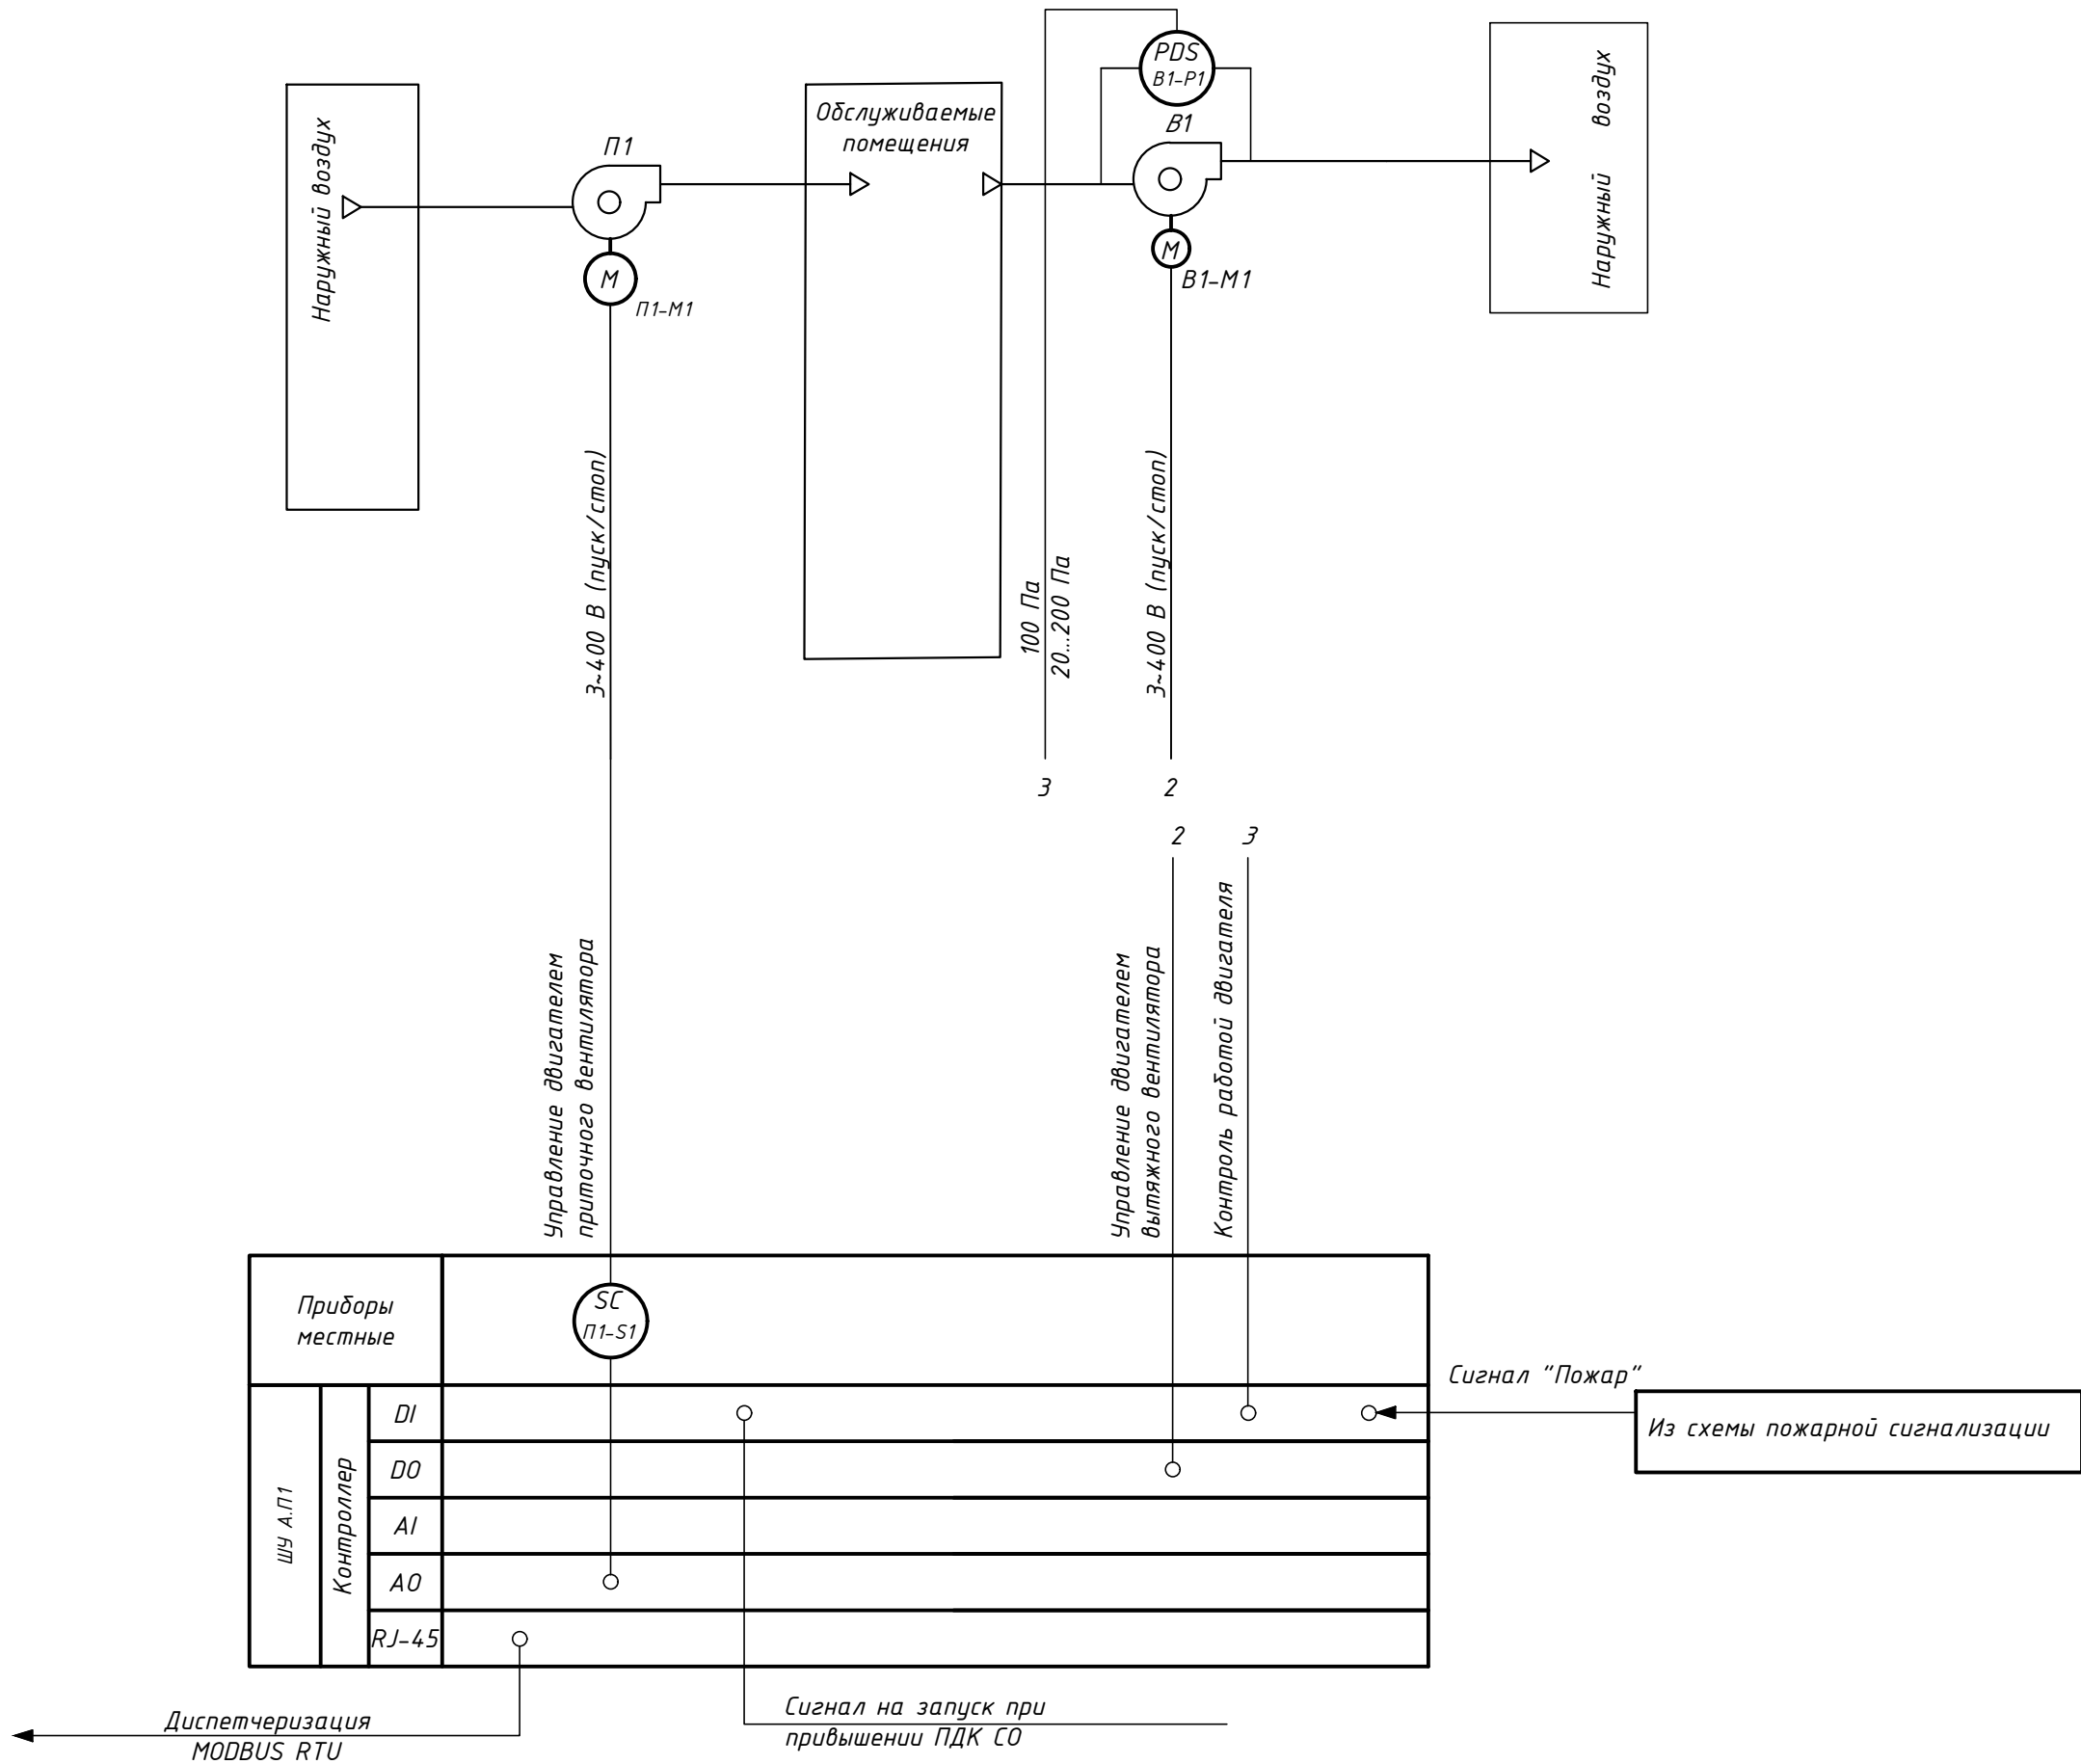 PDS
В1-Р1
В1
Обслуживаемые
помещения
П1
Наружный воздух
Наружный воздух
М
П1-М1
М
В1-М1
3~400 В (пуск/стоп)
100 Па
20...200 Па
3~400 В (пуск/стоп)
3
2
2
3
Управление двигателем
приточного вентилятора
Управление двигателем
вытяжного вентилятора
Контроль работой двигателя
Приборы
местные
SC
П1-S1
Сигнал "Пожар"
Из схемы пожарной сигнализации
ШУ А.П1
Контроллер
DI
DO
AI
AO
RJ-45
Диспетчеризация
MODBUS RTU
Сигнал на запуск при
привышении ПДК СО